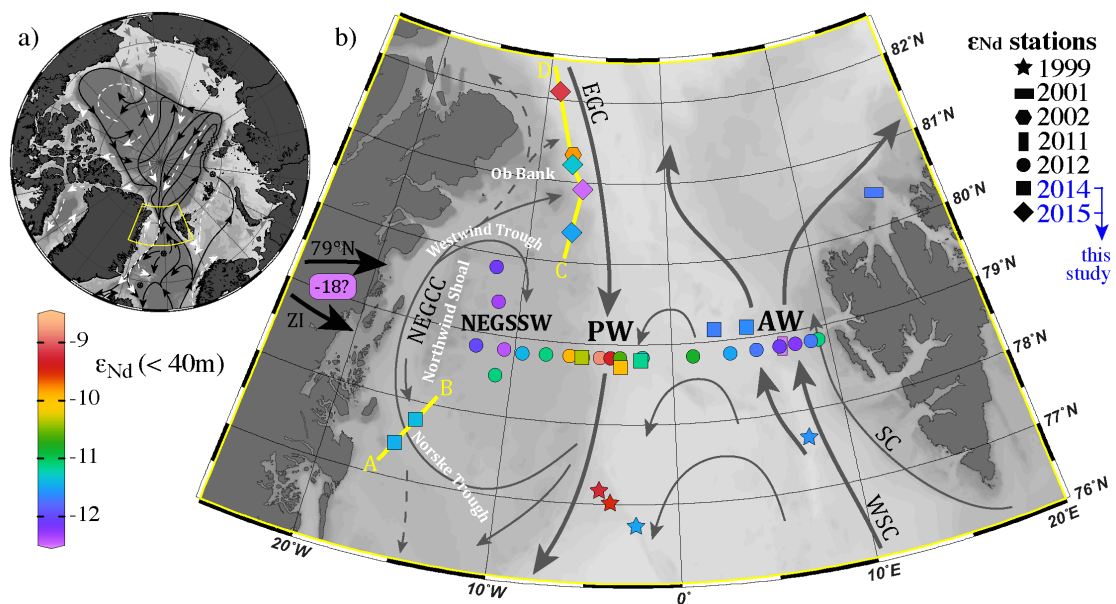 a)
b)
εNd stations
1999
2001
2002
2011
2012
2014
2015
this
study
82°N
81°N
80°N
79°N
78°N
77°N
76°N
20°E
10°E
0°
10°W
20°W
D
EGC
Ob Bank
C
Westwind Trough
79°N
-18?
ZI
NEGCC
Northwind Shoal
NEGSSW
PW
AW
B
A
Norske Trough
SC
WSC
εNd (< 40m)
-9
-10
-11
-12